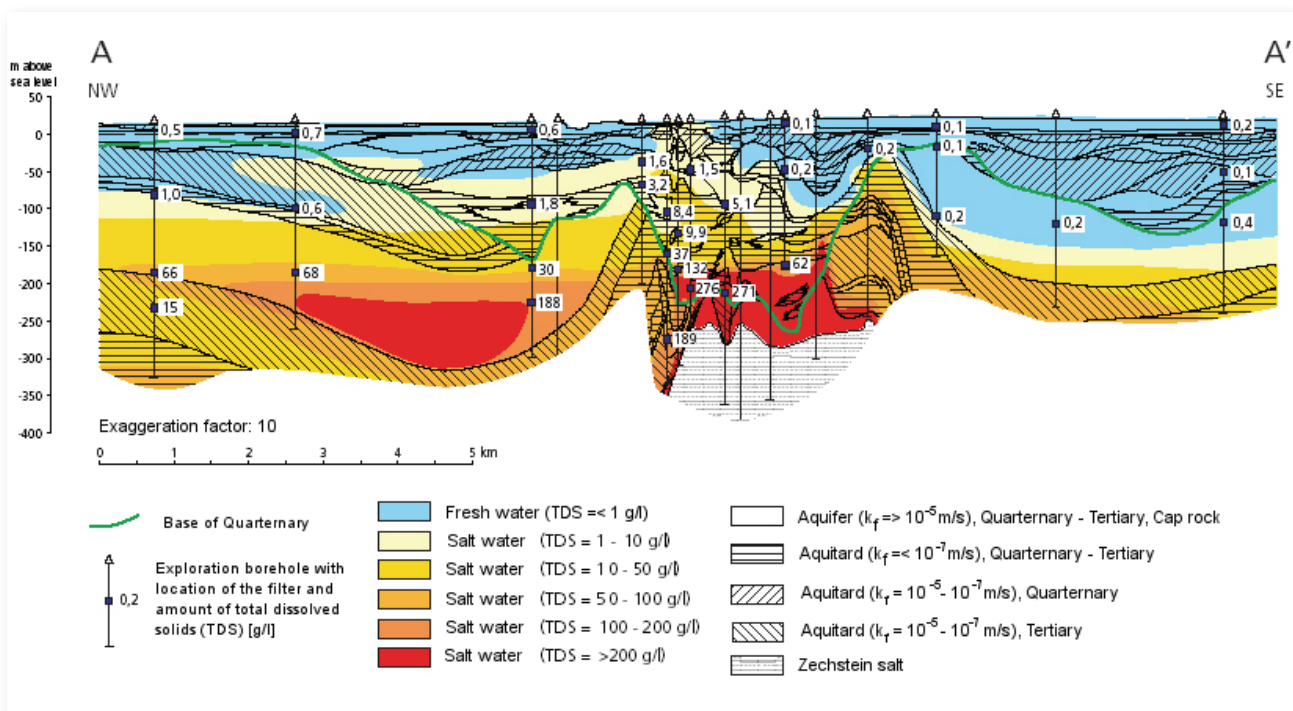 A
A'
m above
sea level
NW
SE
50
0
-50
-100
-150
-200
-250
-300
-350
-400
0,5
0,7
0,6
0,1
0,1
0,2
1,6
1,5
0,2
0,2
0,1
0,1
3,2
1,0
0,6
1,8
8,4
5,1
0,2
0,2
0,4
9,9
37
66
68
30
132
62
276
271
15
188
189
Exaggeration factor: 10
0 1 2 3 4 5 km
Base of Quarternary
Exploration borehole with
location of the filter and
amount of total dissolved
solids (TDS) [g/l]
0,2
Fresh water (TDS =< 1 g/l)
Salt water (TDS = 1 - 10 g/l)
Salt water (TDS = 10 - 50 g/l)
Salt water (TDS = 50 - 100 g/l)
Salt water (TDS = 100 - 200 g/l)
Salt water (TDS = >200 g/l)
Aquifer (kf => 10⁻⁵ m/s), Quarternary - Tertiary, Cap rock
Aquitard (kf =< 10⁻⁷ m/s), Quarternary - Tertiary
Aquitard (kf = 10⁻⁵ - 10⁻⁷ m/s), Quarternary
Aquitard (kf = 10⁻⁵ - 10⁻⁷ m/s), Tertiary
Zechstein salt